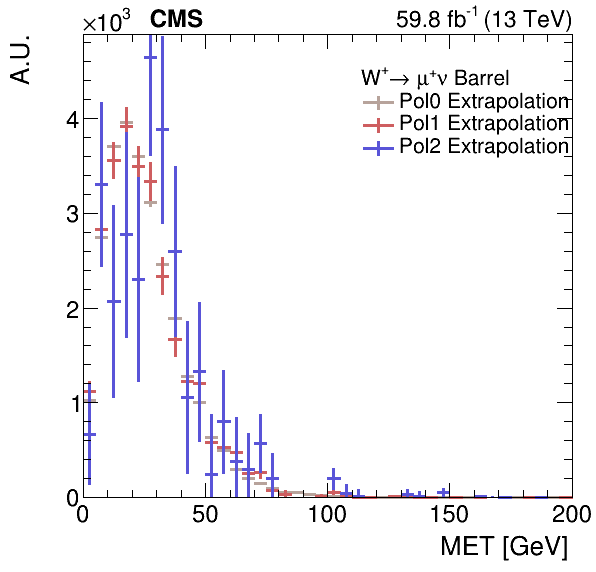 ×10³ CMS 59.8 fb⁻¹ (13 TeV)
A.U.
W⁺→ μ⁺ν Barrel
Pol0 Extrapolation
Pol1 Extrapolation
Pol2 Extrapolation
4
3
2
1
0
0 50 100 150 200
MET [GeV]